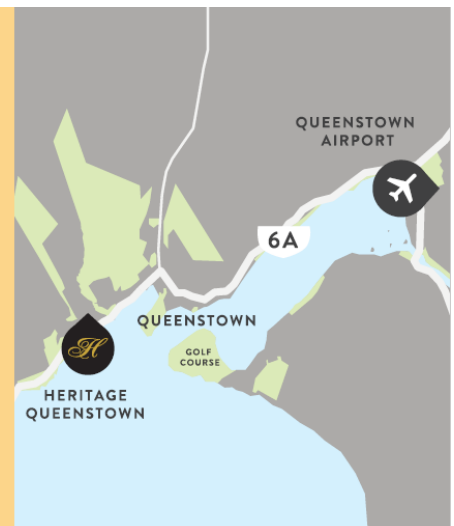 QUEENSTOWN
AIRPORT
6A
QUEENSTOWN
GOLF
COURSE
H
HERITAGE
QUEENSTOWN